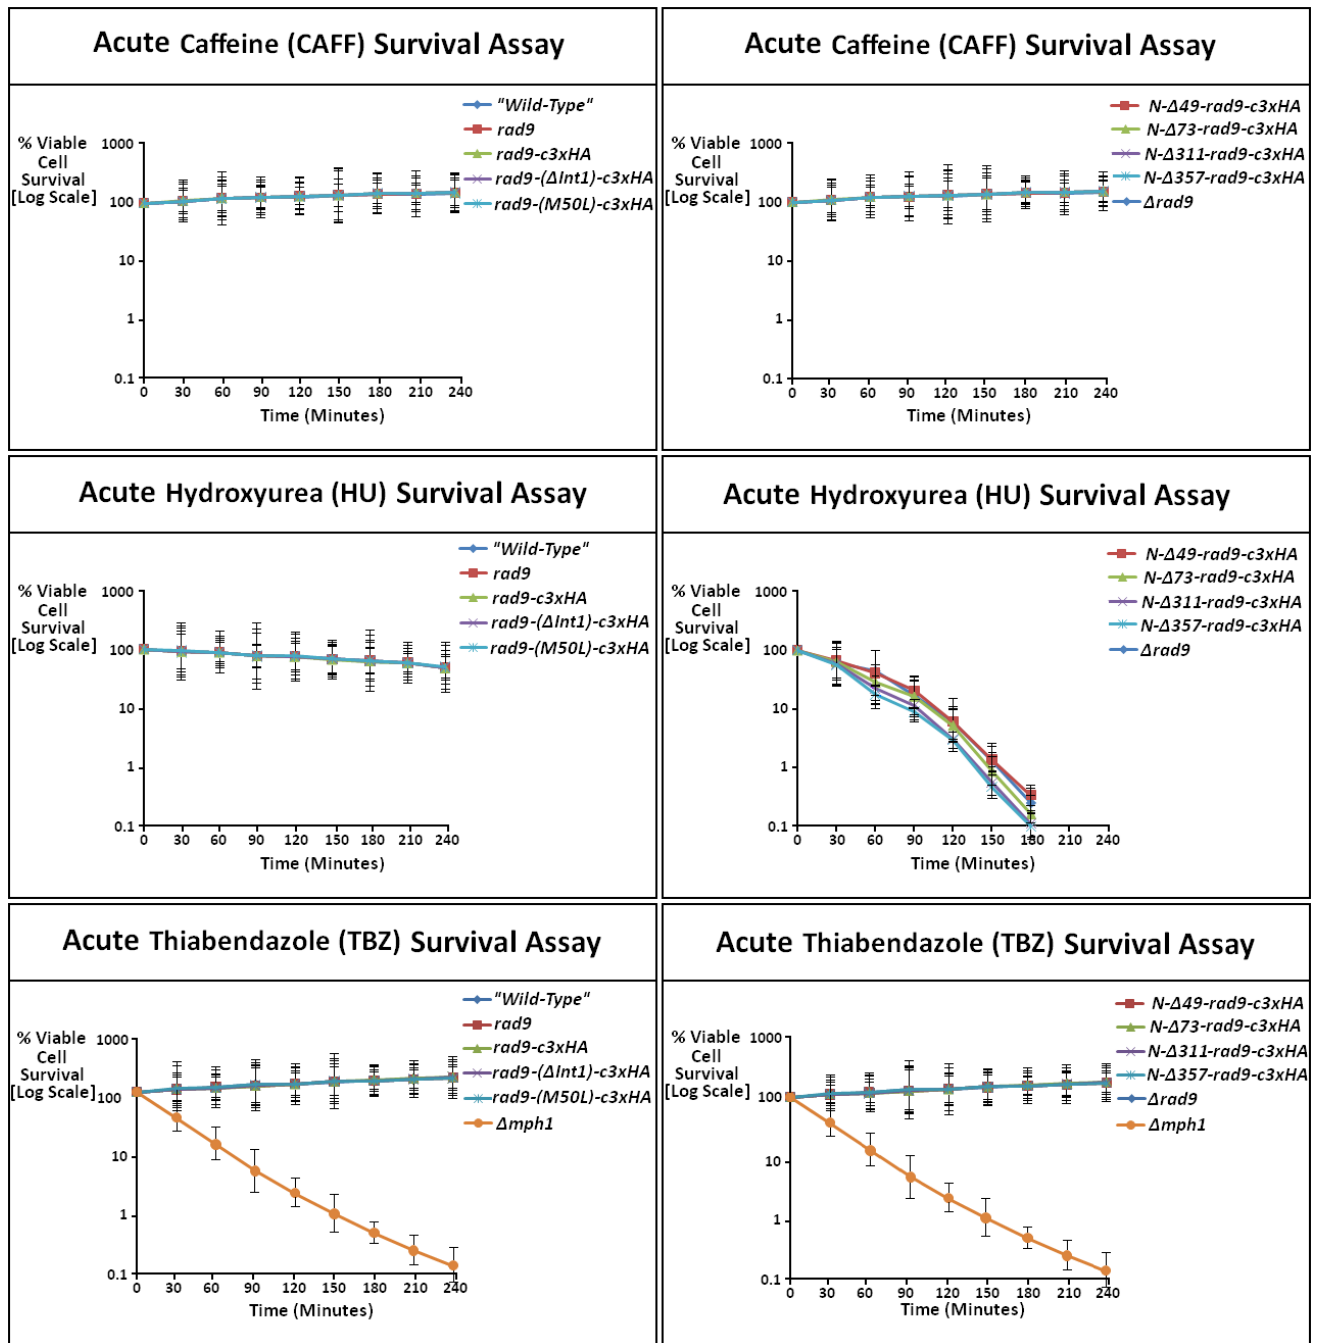 Acute Caffeine (CAFF) Survival Assay
% Viable
Cell
Survival
[Log Scale]
1000
100
10
1
0.1
0 30 60 90 120 150 180 210 240
Time (Minutes)
"Wild-Type"
rad9
rad9-c3xHA
rad9-(ΔInt1)-c3xHA
rad9-(M50L)-c3xHA
Acute Caffeine (CAFF) Survival Assay
% Viable
Cell
Survival
[Log Scale]
1000
100
10
1
0.1
0 30 60 90 120 150 180 210 240
Time (Minutes)
N-Δ49-rad9-c3xHA
N-Δ73-rad9-c3xHA
N-Δ311-rad9-c3xHA
N-Δ357-rad9-c3xHA
Δrad9
Acute Hydroxyurea (HU) Survival Assay
% Viable
Cell
Survival
[Log Scale]
1000
100
10
1
0.1
0 30 60 90 120 150 180 210 240
Time (Minutes)
"Wild-Type"
rad9
rad9-c3xHA
rad9-(ΔInt1)-c3xHA
rad9-(M50L)-c3xHA
Acute Hydroxyurea (HU) Survival Assay
% Viable
Cell
Survival
[Log Scale]
1000
100
10
1
0.1
0 30 60 90 120 150 180 210 240
Time (Minutes)
N-Δ49-rad9-c3xHA
N-Δ73-rad9-c3xHA
N-Δ311-rad9-c3xHA
N-Δ357-rad9-c3xHA
Δrad9
Acute Thiabendazole (TBZ) Survival Assay
% Viable
Cell
Survival
[Log Scale]
1000
100
10
1
0.1
0 30 60 90 120 150 180 210 240
Time (Minutes)
"Wild-Type"
rad9
rad9-c3xHA
rad9-(ΔInt1)-c3xHA
rad9-(M50L)-c3xHA
Δmph1
Acute Thiabendazole (TBZ) Survival Assay
% Viable
Cell
Survival
[Log Scale]
1000
100
10
1
0.1
0 30 60 90 120 150 180 210 240
Time (Minutes)
N-Δ49-rad9-c3xHA
N-Δ73-rad9-c3xHA
N-Δ311-rad9-c3xHA
N-Δ357-rad9-c3xHA
Δrad9
Δmph1